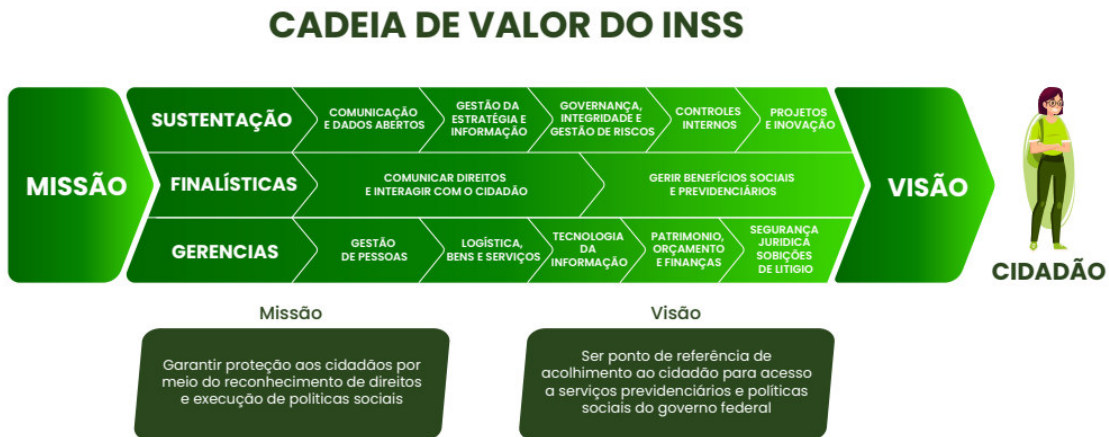 CADEIA DE VALOR DO INSS
MISSÃO
SUSTENTAÇÃO
COMUNICAÇÃO
E DADOS ABERTOS
GESTÃO DA
ESTRATÉGIA E
INFORMAÇÃO
GOVERNANÇA,
INTEGRIDADE E
GESTÃO DE RISCOS
CONTROLES
INTERNOS
PROJETOS
E INOVAÇÃO
FINALÍSTICAS
COMUNICAR DIREITOS
E INTERAGIR COM O CIDADÃO
GERIR BENEFÍCIOS SOCIAIS
E PREVIDENCIÁRIOS
GERENCIAS
GESTÃO
DE PESSOAS
LOGÍSTICA,
BENS E SERVIÇOS
TECNOLOGIA
DA
INFORMAÇÃO
PATRIMONIO,
ORÇAMENTO
E FINANÇAS
SEGURANÇA
JURIDICA
SOBIÇÕES
DE LITIGIO
VISÃO
CIDADÃO
Missão
Garantir proteção aos cidadãos por
meio do reconhecimento de direitos
e execução de politicas sociais
Visão
Ser ponto de referência de
acolhimento ao cidadão para acesso
a serviços previdenciários e políticas
sociais do governo federal